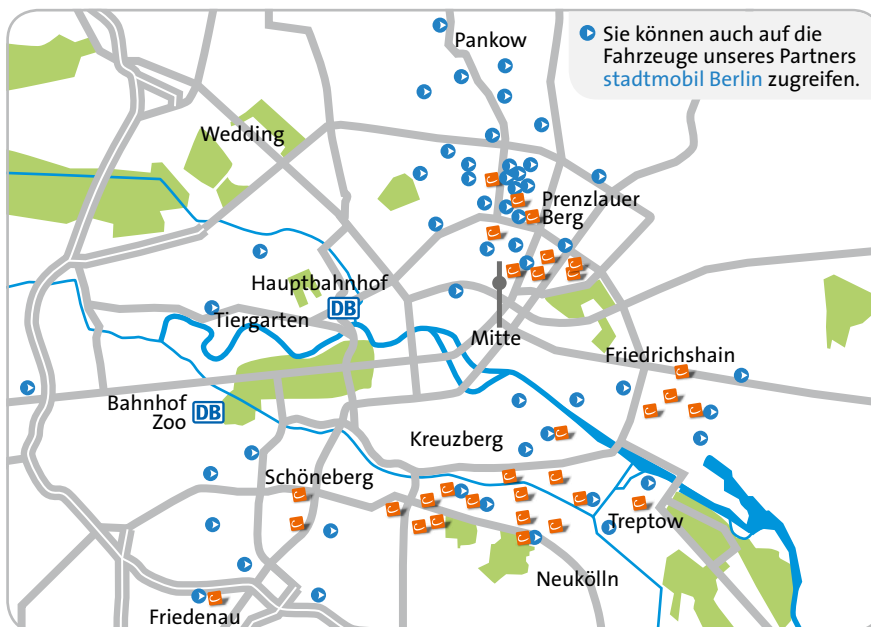 Sie können auch auf die
Fahrzeuge unseres Partners
stadtmobil Berlin zugreifen.
Pankow
Wedding
Prenzlauer
Berg
Hauptbahnhof
DB
Tiergarten
Mitte
Friedrichshain
Bahnhof
Zoo
DB
Kreuzberg
Schöneberg
Treptow
Neukölln
Friedenau